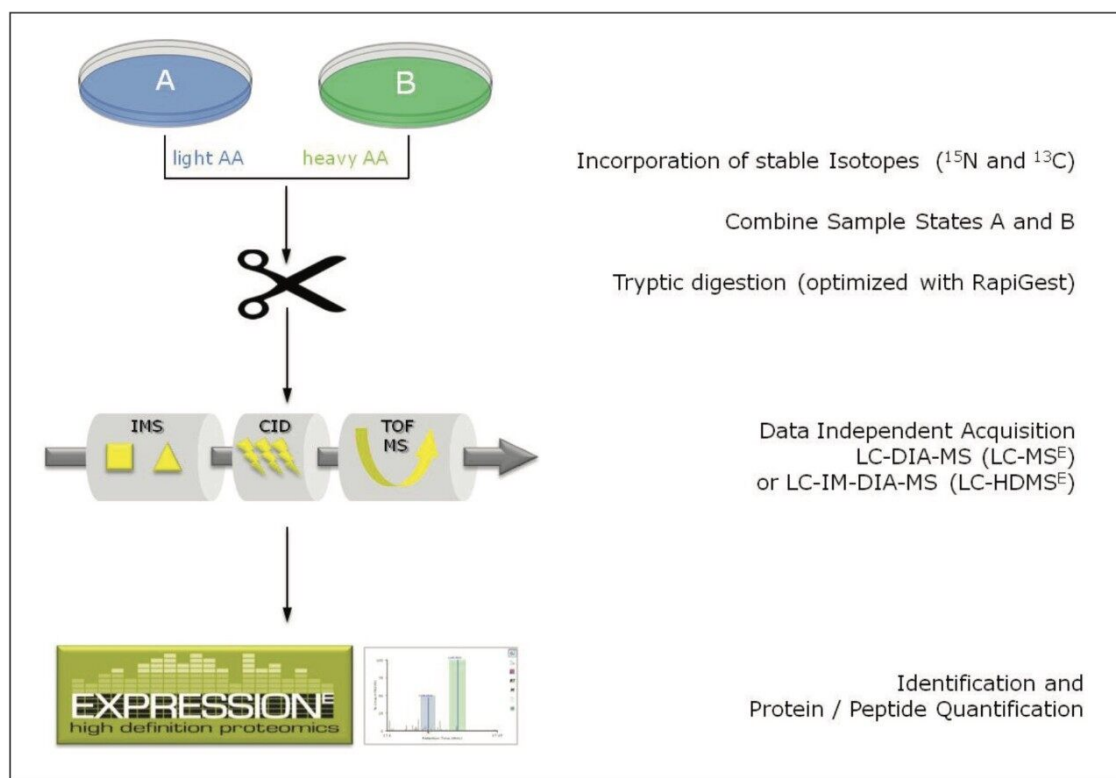 A
B
light AA
heavy AA
Incorporation of stable Isotopes (¹⁵N and ¹³C)
Combine Sample States A and B
Tryptic digestion (optimized with RapiGest)
IMS
CID
TOF
MS
Data Independent Acquisition
LC-DIA-MS (LC-MSᴱ)
or LC-IM-DIA-MS (LC-HDMSᴱ)
EXPRESSIONᴱ
high definition proteomics
Identification and
Protein / Peptide Quantification